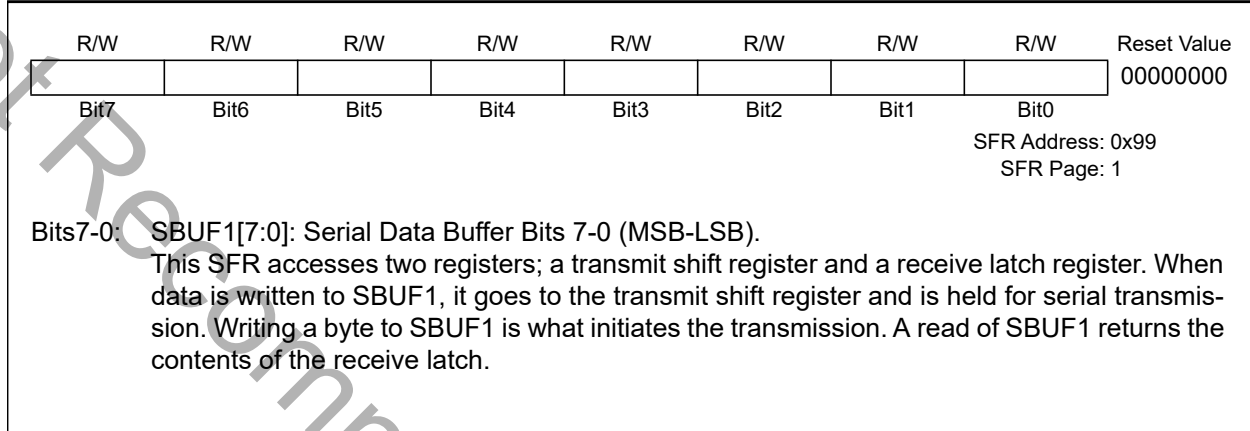 R/W R/W R/W R/W R/W R/W R/W R/W Reset Value
00000000
Bit7 Bit6 Bit5 Bit4 Bit3 Bit2 Bit1 Bit0
SFR Address: 0x99
SFR Page: 1
Bits7-0: SBUF1[7:0]: Serial Data Buffer Bits 7-0 (MSB-LSB).
This SFR accesses two registers; a transmit shift register and a receive latch register. When
data is written to SBUF1, it goes to the transmit shift register and is held for serial transmis-
sion. Writing a byte to SBUF1 is what initiates the transmission. A read of SBUF1 returns the
contents of the receive latch.